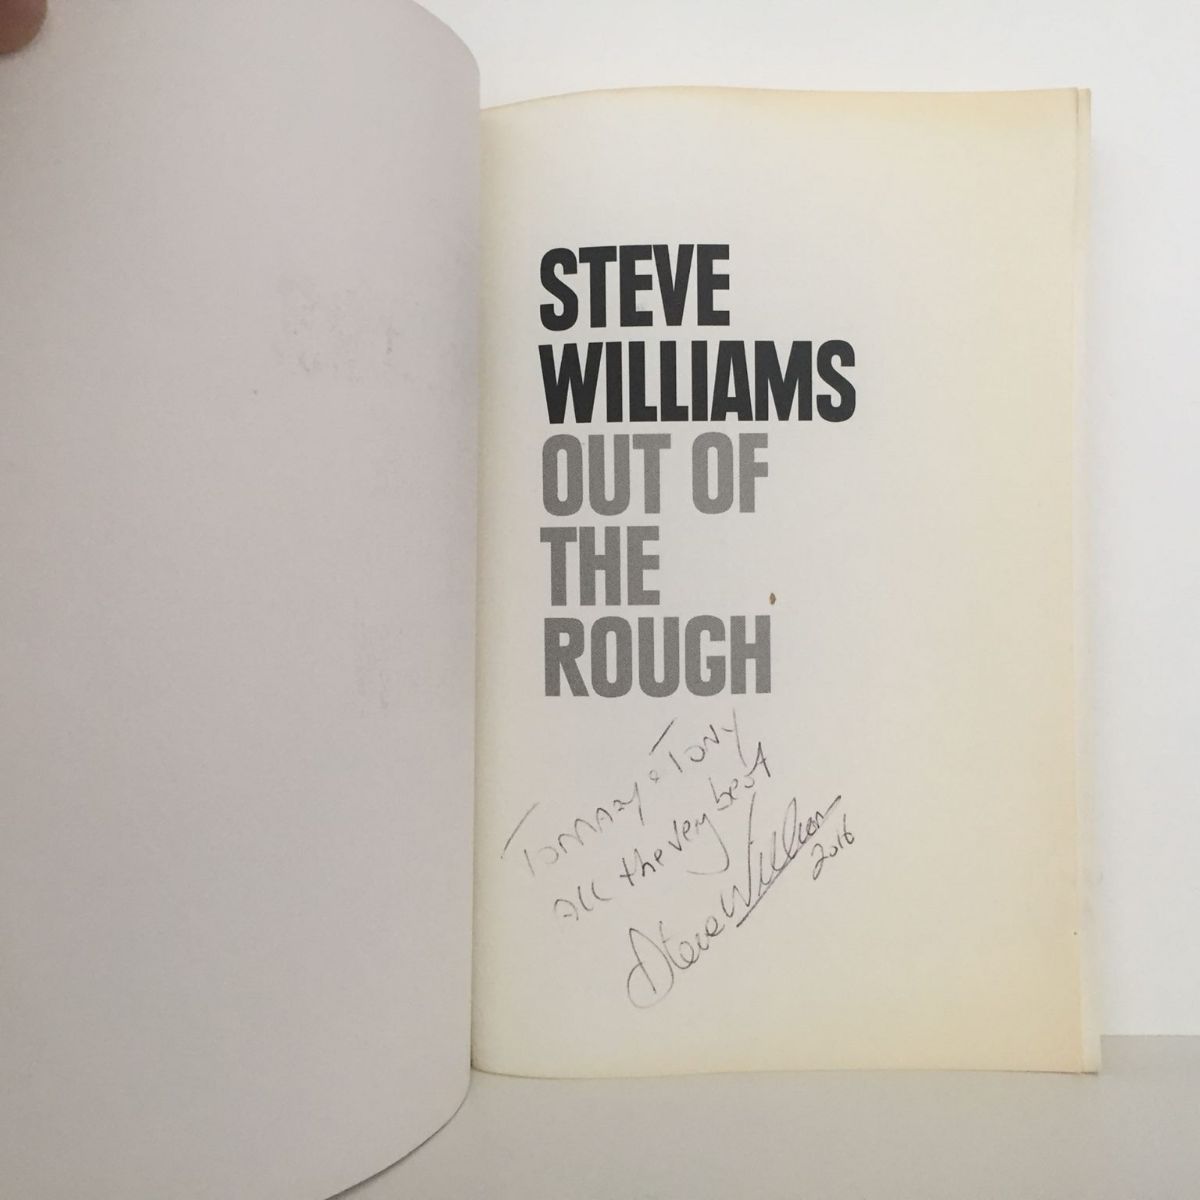 STEVE
WILLIAMS
OUT OF
THE
ROUGH
Tommy & Tony
all the very best
Steve Williams
2016